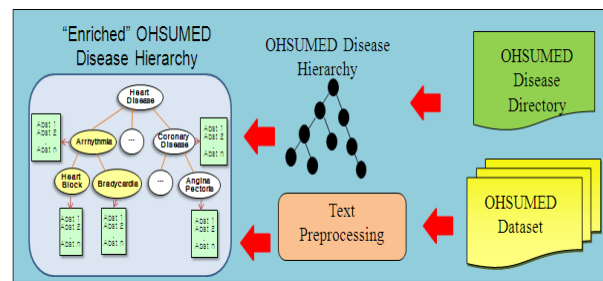 “Enriched” OHSUMED
Disease Hierarchy
Heart
Disease
Arrhythmia
...
Coronary
Disease
Heart
Block
Bradycardia
...
Angina
Pectoris
Abst 1
Abst 2
.
Abst n
Abst 1
Abst 2
.
Abst n
Abst 1
Abst 2
.
Abst n
Abst 1
Abst 2
.
Abst n
Abst 1
Abst 2
.
Abst n
OHSUMED Disease
Hierarchy
Text
Preprocessing
OHSUMED
Disease
Directory
OHSUMED
Dataset